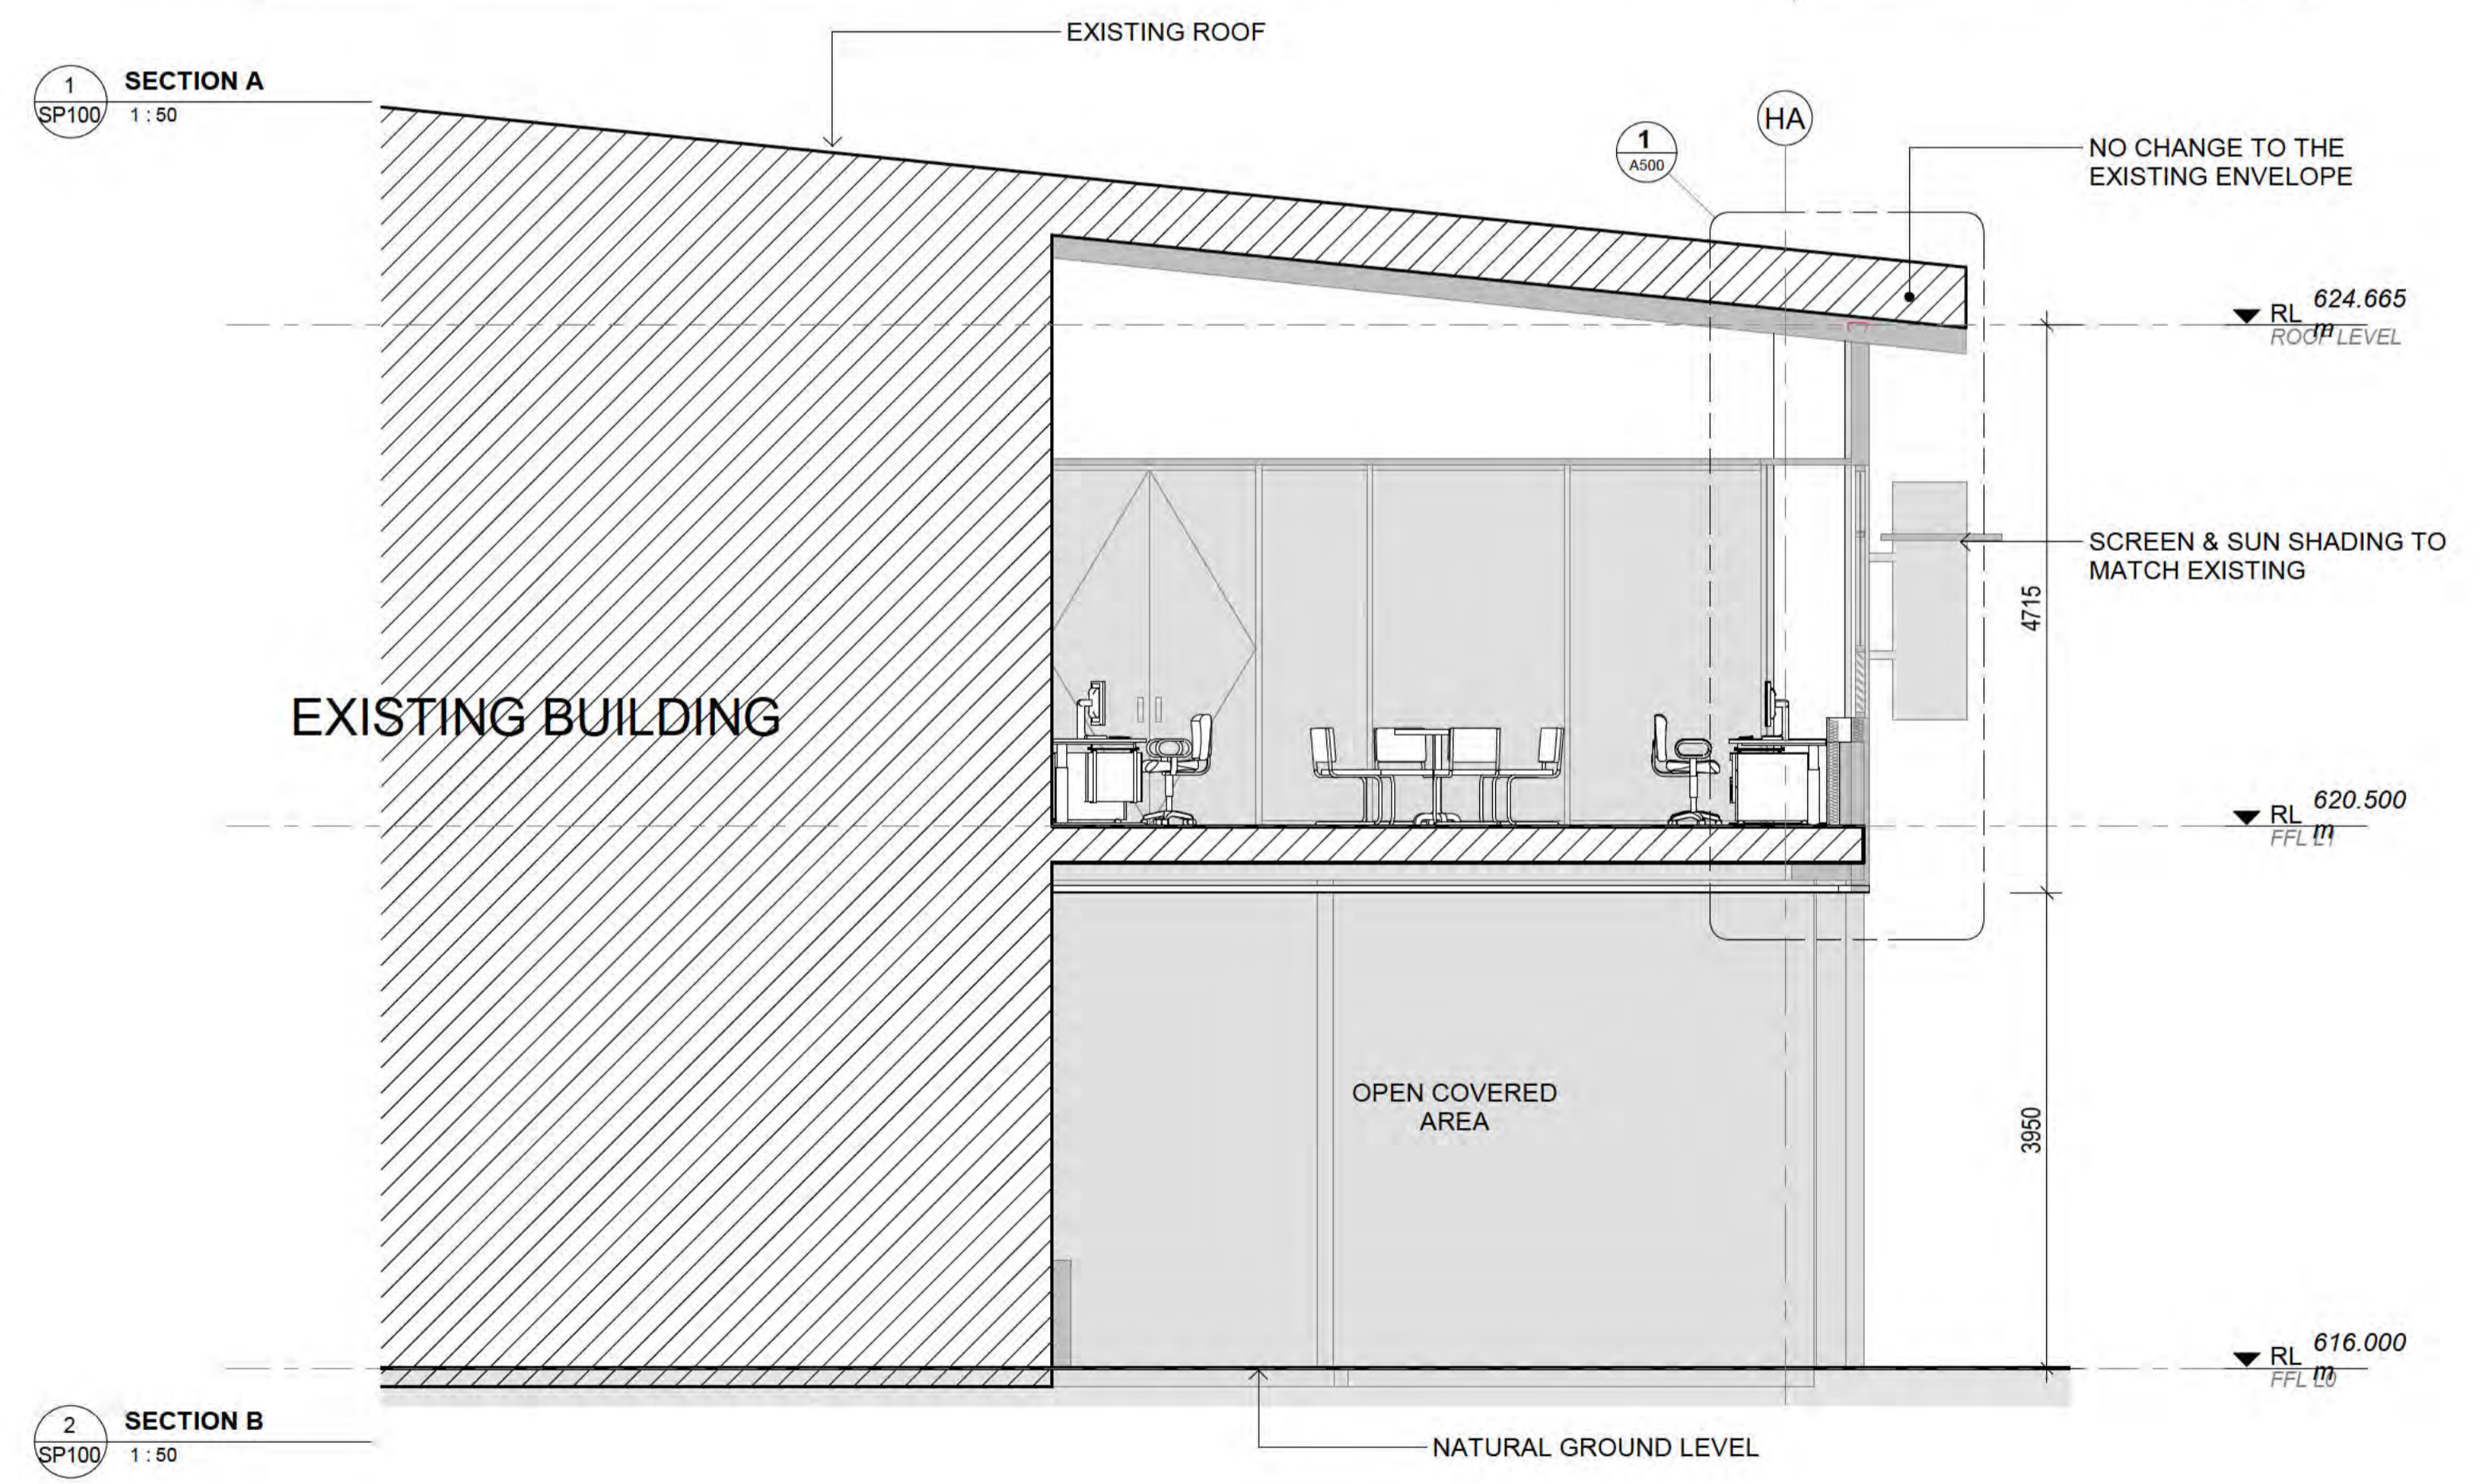 EXISTING ROOF
1
SP100
SECTION A
1 : 50
HA
1
A500
NO CHANGE TO THE
EXISTING ENVELOPE
RL 624.665
m
ROOF LEVEL
SCREEN & SUN SHADING TO
MATCH EXISTING
4715
EXISTING BUILDING
RL 620.500
m
FFL L1
OPEN COVERED
AREA
3950
RL 616.000
m
FFL L0
2
SP100
SECTION B
1 : 50
NATURAL GROUND LEVEL